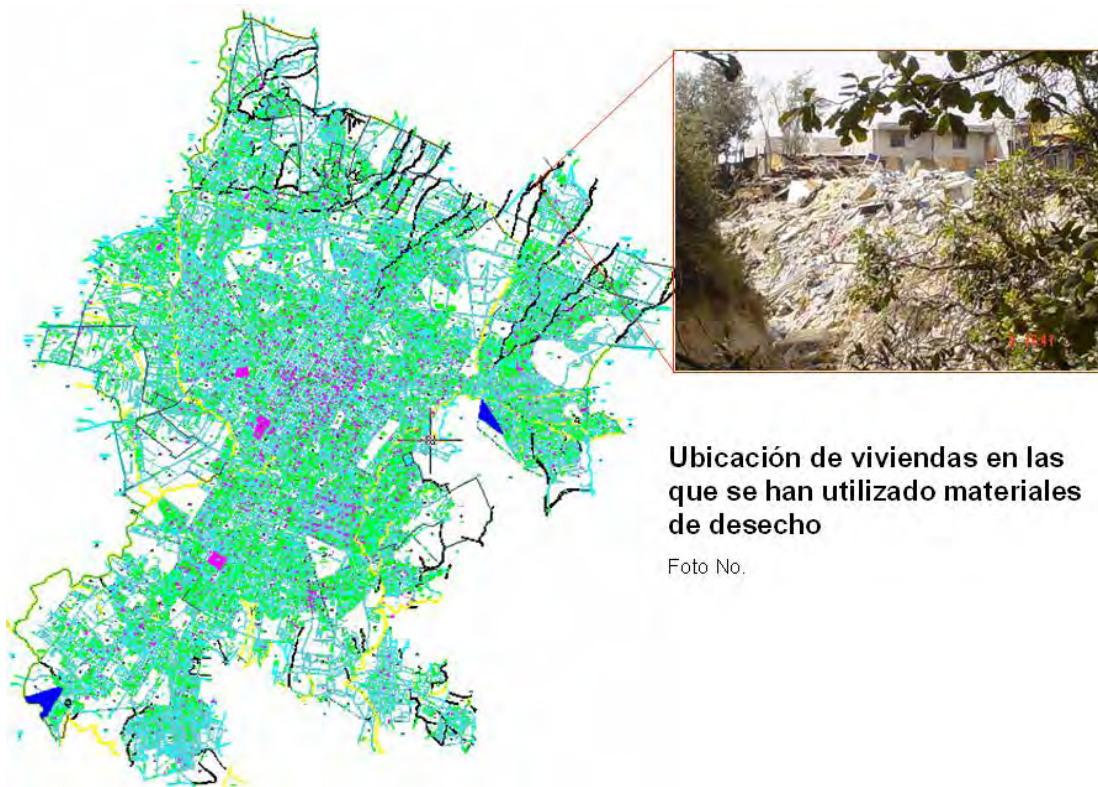 Ubicación de viviendas en las
que se han utilizado materiales
de desecho
Foto No.